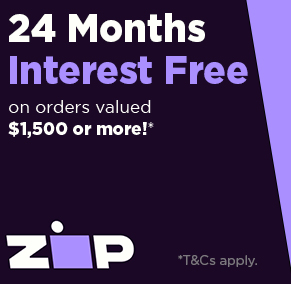 24 Months
Interest Free
on orders valued
$1,500 or more!*
ZIP
*T&Cs apply.